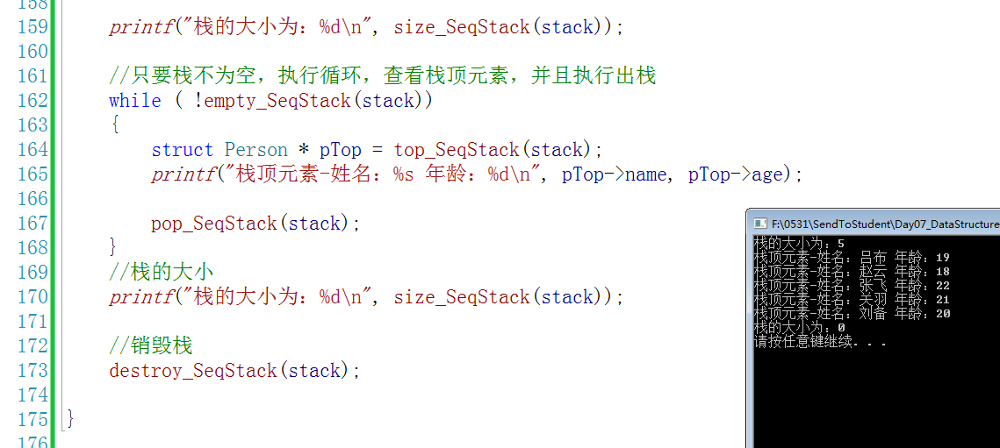 158
159 printf("栈的大小为：%d\n", size_SeqStack(stack));
160
161 //只要栈不为空，执行循环，查看栈顶元素，并且执行出栈
162 while ( !empty_SeqStack(stack))
163 {
164 struct Person * pTop = top_SeqStack(stack);
165 printf("栈顶元素-姓名：%s 年龄：%d\n", pTop->name, pTop->age);
166
167 pop_SeqStack(stack);
168 }
169 //栈的大小
170 printf("栈的大小为：%d\n", size_SeqStack(stack));
171
172 //销毁栈
173 destroy_SeqStack(stack);
174
175 }
176
F:\0531\SendToStudent\Day07_DataStructure
栈的大小为：5
栈顶元素-姓名：吕布 年龄：19
栈顶元素-姓名：赵云 年龄：18
栈顶元素-姓名：张飞 年龄：22
栈顶元素-姓名：关羽 年龄：21
栈顶元素-姓名：刘备 年龄：20
栈的大小为：0
请按任意键继续. . .